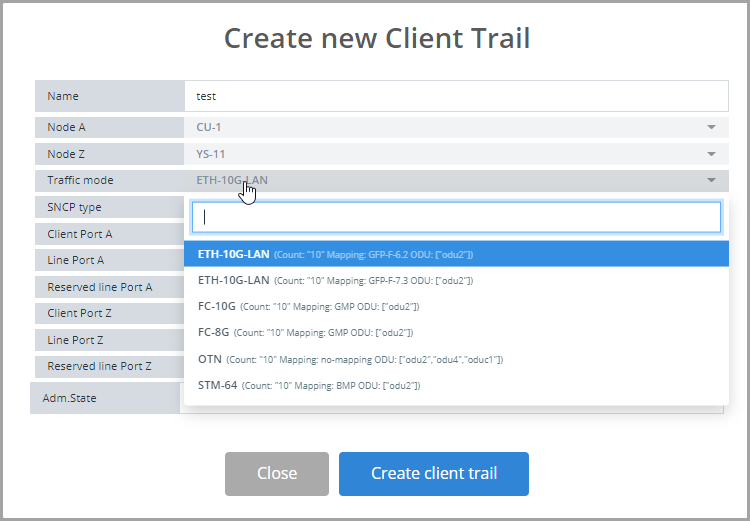 Create new Client Trail
Name test
Node A CU-1
Node Z YS-11
Traffic mode ETH-10G-LAN
SNCP type
Client Port A
Line Port A
Reserved line Port A
Client Port Z
Line Port Z
Reserved line Port Z
Adm.State
ETH-10G-LAN (Count: "10" Mapping: GFP-F-6.2 ODU: ["odu2"])
ETH-10G-LAN (Count: "10" Mapping: GFP-F-7.3 ODU: ["odu2"])
FC-10G (Count: "10" Mapping: GMP ODU: ["odu2"])
FC-8G (Count: "10" Mapping: GMP ODU: ["odu2"])
OTN (Count: "10" Mapping: no-mapping ODU: ["odu2","odu4","oduc1"])
STM-64 (Count: "10" Mapping: BMP ODU: ["odu2"])
Close Create client trail